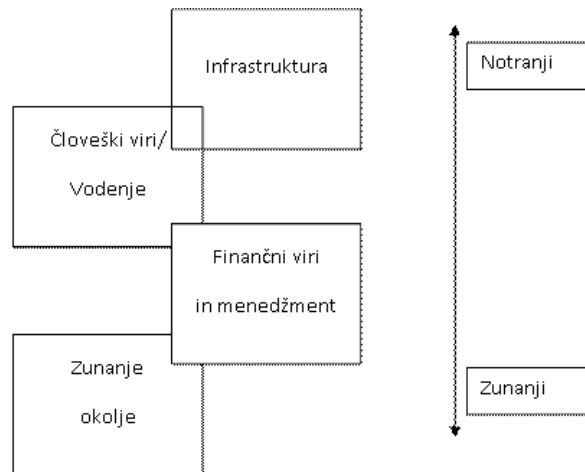 Infrastruktura
Notranji
Človeški viri/
Vodenje
Finančni viri
in menedžment
Zunanje
okolje
Zunanji